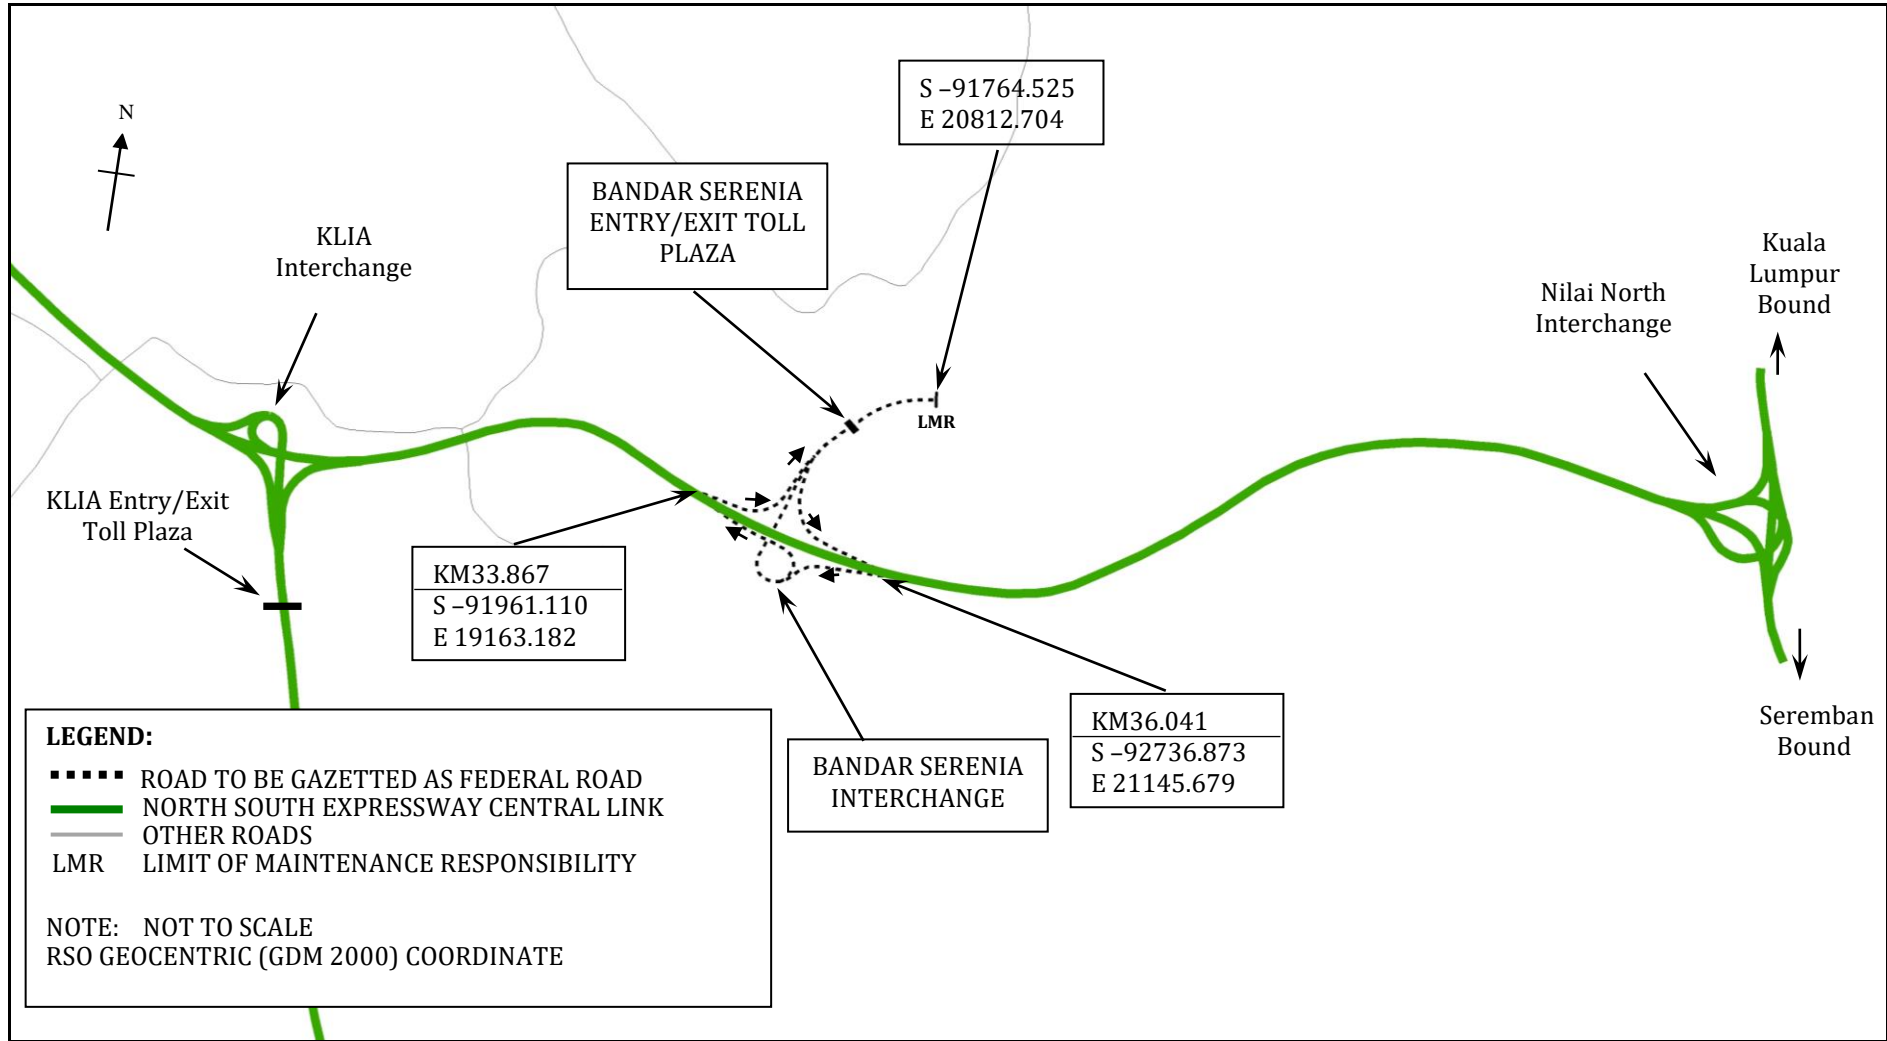 S –91764.525
E 20812.704
N
BANDAR SERENIA
ENTRY/EXIT TOLL
PLAZA
KLIA
Interchange
Kuala
Lumpur
Bound
Nilai North
Interchange
LMR
KLIA Entry/Exit
Toll Plaza
KM33.867
S –91961.110
E 19163.182
KM36.041
S –92736.873
E 21145.679
BANDAR SERENIA
INTERCHANGE
Seremban
Bound
LEGEND:
ROAD TO BE GAZETTED AS FEDERAL ROAD
NORTH SOUTH EXPRESSWAY CENTRAL LINK
OTHER ROADS
LMR LIMIT OF MAINTENANCE RESPONSIBILITY
NOTE: NOT TO SCALE
RSO GEOCENTRIC (GDM 2000) COORDINATE